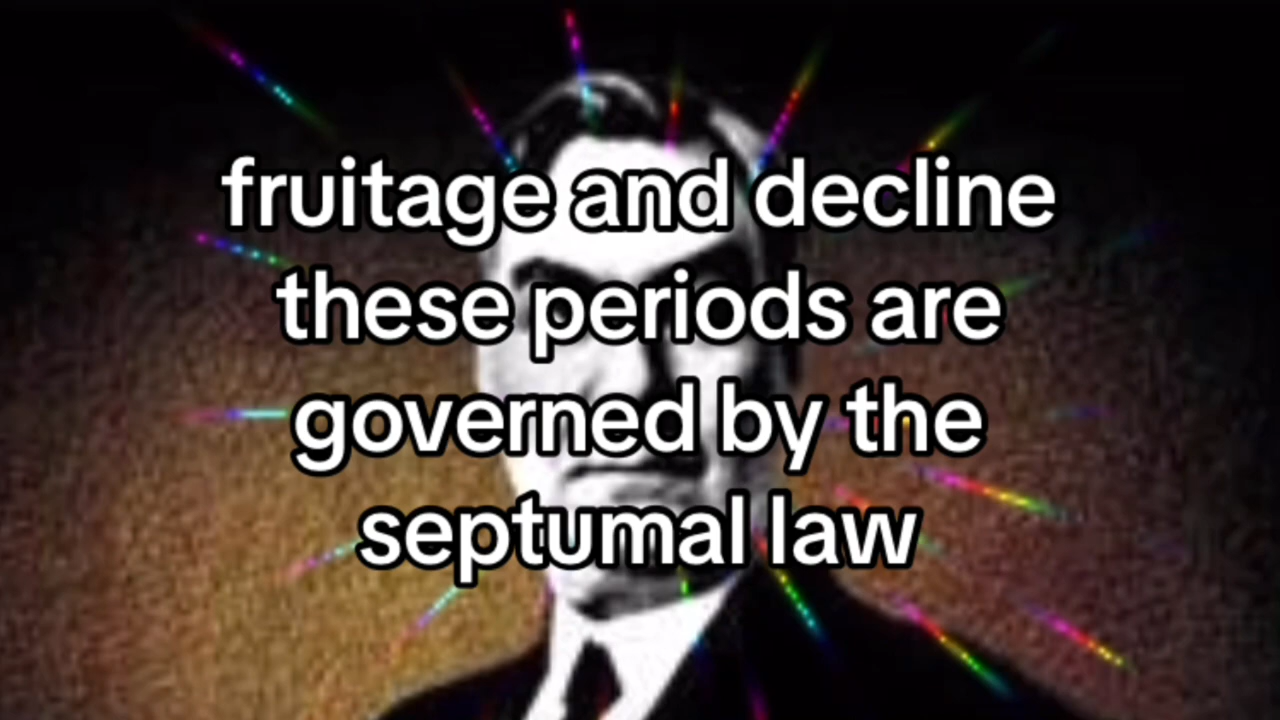 fruitage and decline
these periods are
governed by the
septumal law